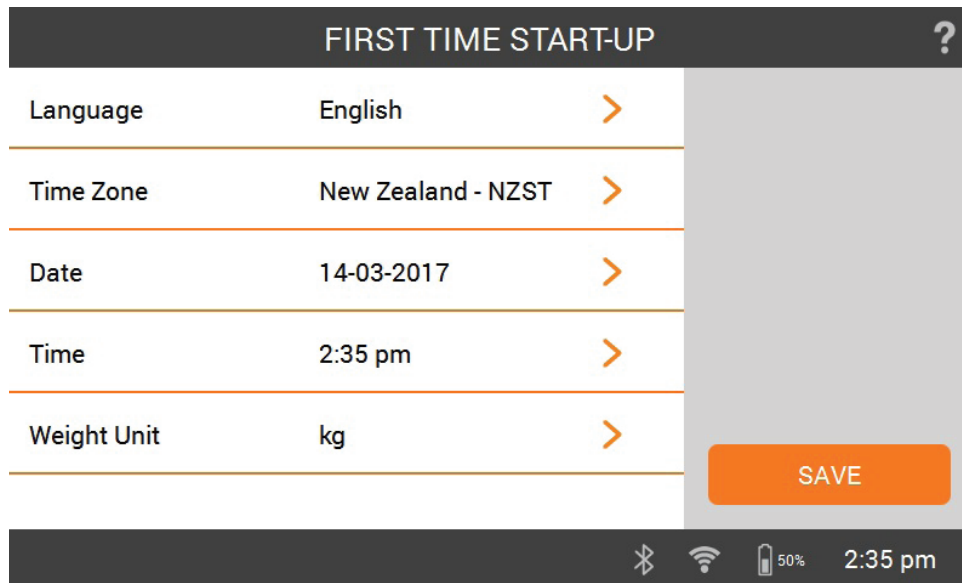 FIRST TIME START-UP ?
Language English
Time Zone New Zealand - NZST
Date 14-03-2017
Time 2:35 pm
Weight Unit kg
SAVE
50% 2:35 pm